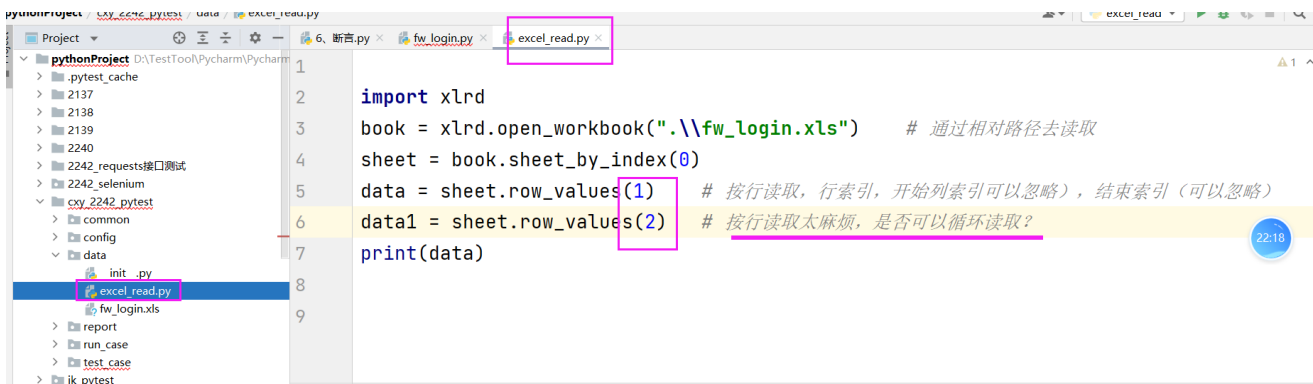 pythonProject / cxy_2242_pytest / data / excel_read.py
excel_read
Project
6、断言.py
fw_login.py
excel_read.py
pythonProject D:\TestTool\Pycharm\Pycharm
.pytest_cache
2137
2138
2139
2240
2242_requests接口测试
2242_selenium
cxy_2242_pytest
common
config
data
__init__.py
excel_read.py
fw_login.xls
report
run_case
test_case
jk_pytest
1
1
2 import xlrd
3 book = xlrd.open_workbook(".\\fw_login.xls") # 通过相对路径去读取
4 sheet = book.sheet_by_index(0)
5 data = sheet.row_values(1) # 按行读取，行索引，开始列索引可以忽略），结束索引（可以忽略）
6 data1 = sheet.row_values(2) # 按行读取太麻烦，是否可以循环读取？
7 print(data)
8
9
22:18